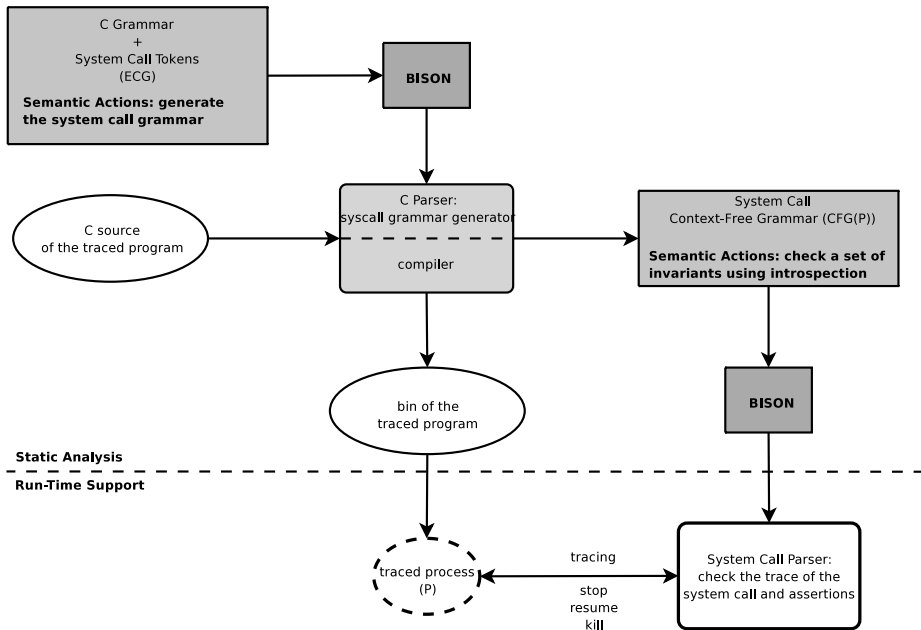 C Grammar
+
System Call Tokens
(ECG)
Semantic Actions: generate
the system call grammar
BISON
C source
of the traced program
C Parser:
syscall grammar generator
compiler
System Call
Context-Free Grammar (CFG(P))
Semantic Actions: check a set of
invariants using introspection
bin of the
traced program
BISON
Static Analysis
Run-Time Support
traced process
(P)
tracing
stop
resume
kill
System Call Parser:
check the trace of the
system call and assertions